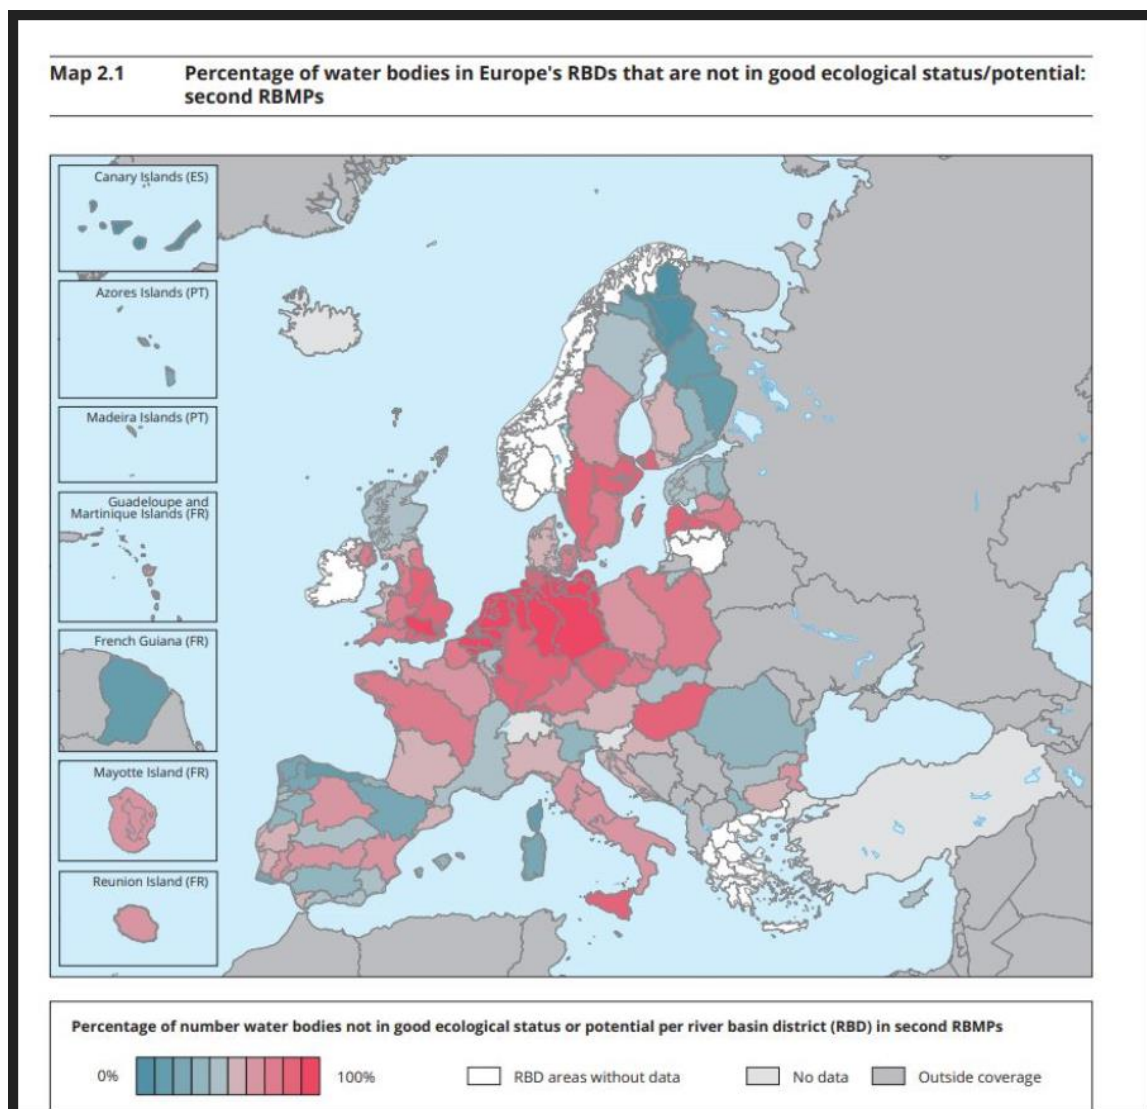 Map 2.1 Percentage of water bodies in Europe's RBDs that are not in good ecological status/potential:
second RBMPs
Canary Islands (ES)
Azores Islands (PT)
Madeira Islands (PT)
Guadeloupe and
Martinique Islands (FR)
French Guiana (FR)
Mayotte Island (FR)
Reunion Island (FR)
Percentage of number water bodies not in good ecological status or potential per river basin district (RBD) in second RBMPs
0% 100% RBD areas without data No data Outside coverage